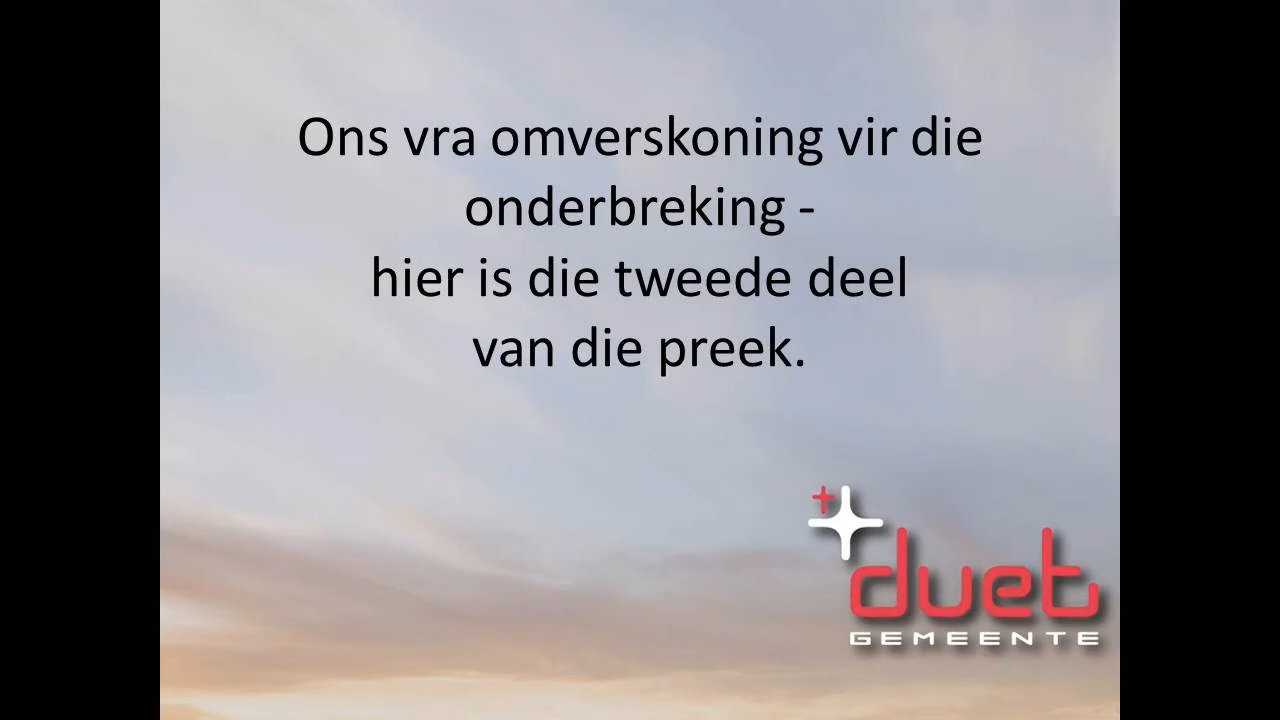 Ons vra omverskoning vir die
onderbreking -
hier is die tweede deel
van die preek.
duet
GEMEENTE